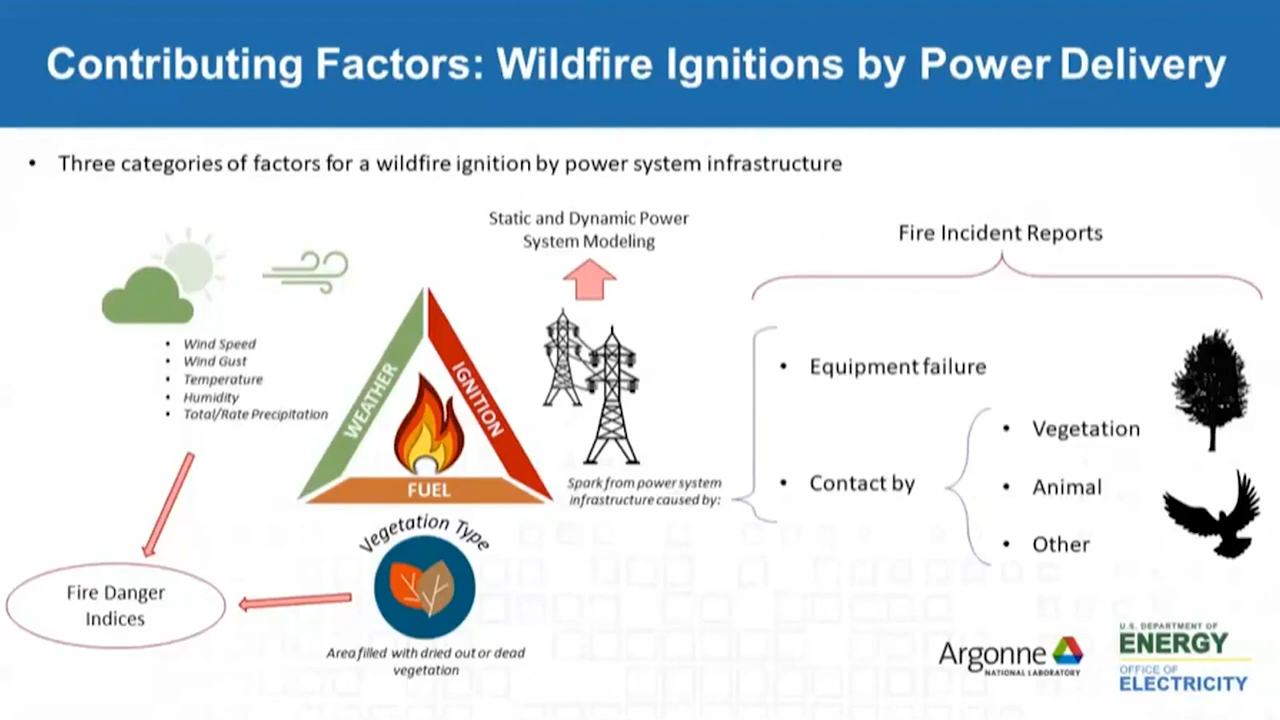 Contributing Factors: Wildfire Ignitions by Power Delivery
• Three categories of factors for a wildfire ignition by power system infrastructure
Static and Dynamic Power
System Modeling
Fire Incident Reports
• Wind Speed
• Wind Gust
• Temperature
• Humidity
• Total/Rate Precipitation
WEATHER
IGNITION
FUEL
Spark from power system
infrastructure caused by:
• Equipment failure
• Contact by
• Vegetation
• Animal
• Other
Vegetation Type
Fire Danger
Indices
Area filled with dried out or dead
vegetation
Argonne
NATIONAL LABORATORY
U.S. DEPARTMENT OF
ENERGY
OFFICE OF
ELECTRICITY